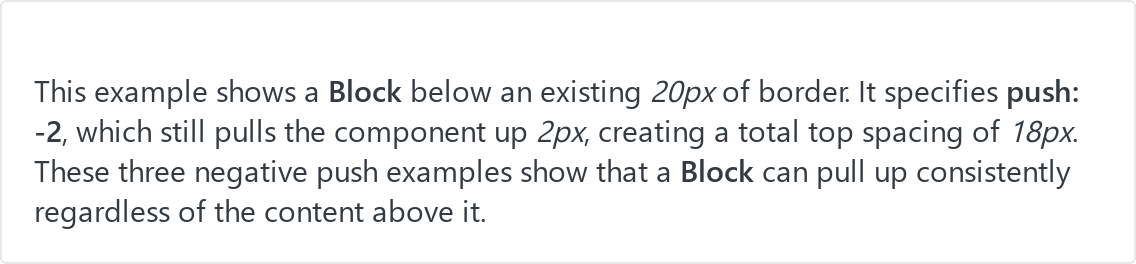 This example shows a Block below an existing 20px of border. It specifies push:
-2, which still pulls the component up 2px, creating a total top spacing of 18px.
These three negative push examples show that a Block can pull up consistently
regardless of the content above it.